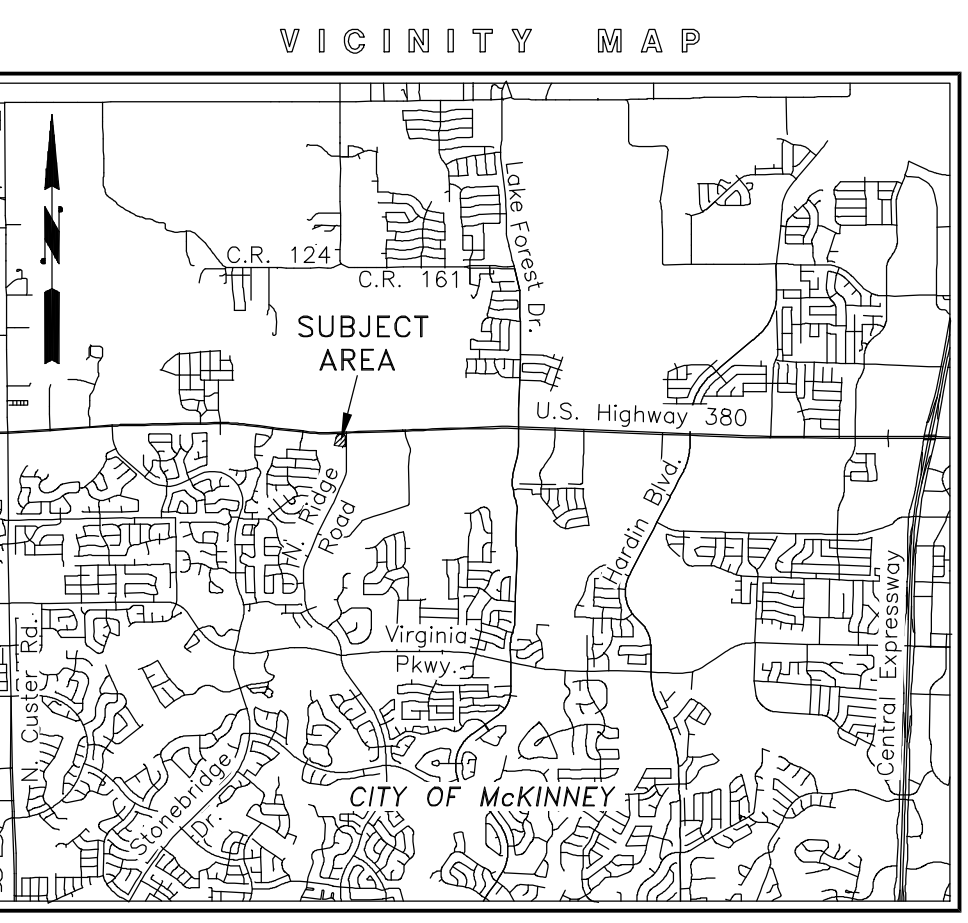 VICINITY MAP
N
Lake Forest Dr.
C.R. 124
C.R. 161
SUBJECT
AREA
U.S. Highway 380
N. Ridge
Road
Hardin Blvd.
Virginia
Pkwy.
N. Custer Rd.
Central Expressway
Stonebridge
Dr.
CITY OF McKINNEY